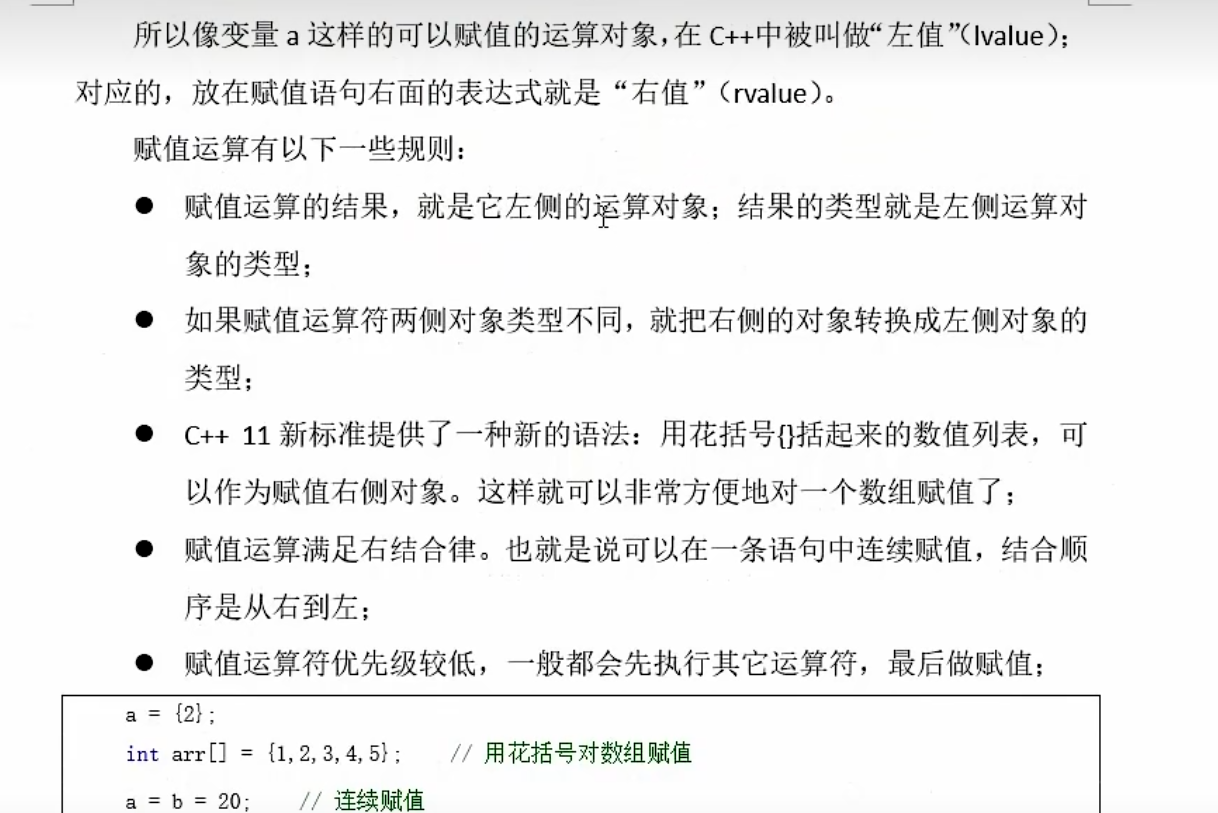 所以像变量 a 这样的可以赋值的运算对象，在 C++中被叫做“左值”（lvalue）；
对应的，放在赋值语句右面的表达式就是“右值”（rvalue）。
赋值运算有以下一些规则：
● 赋值运算的结果，就是它左侧的运算对象；结果的类型就是左侧运算对
象的类型；
● 如果赋值运算符两侧对象类型不同，就把右侧的对象转换成左侧对象的
类型；
● C++ 11 新标准提供了一种新的语法：用花括号{}括起来的数值列表，可
以作为赋值右侧对象。这样就可以非常方便地对一个数组赋值了；
● 赋值运算满足右结合律。也就是说可以在一条语句中连续赋值，结合顺
序是从右到左；
● 赋值运算符优先级较低，一般都会先执行其它运算符，最后做赋值；
a = {2};
int arr[] = {1,2,3,4,5};    // 用花括号对数组赋值
a = b = 20;    // 连续赋值